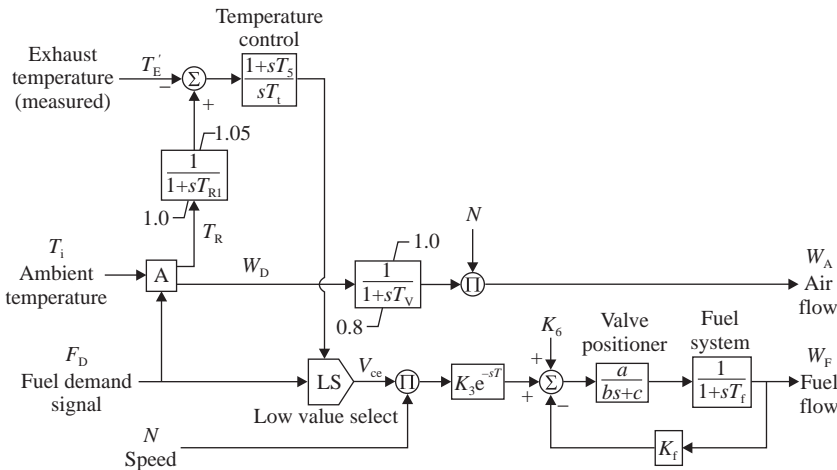 Temperature
control
Exhaust
temperature
(measured)
T_E′
−
Σ
+
1+sT_5
sT_t
1.05
1
1+sT_R1
1.0
T_R
T_i
Ambient
temperature
A
W_D
1.0
1
1+sT_V
0.8
N
Π
W_A
Air
flow
F_D
Fuel demand
signal
LS
Low value select
V_ce
Π
K_3e^−sT
K_6
+
+
Σ
−
Valve
positioner
a
bs+c
Fuel
system
1
1+sT_f
W_F
Fuel
flow
K_f
N
Speed